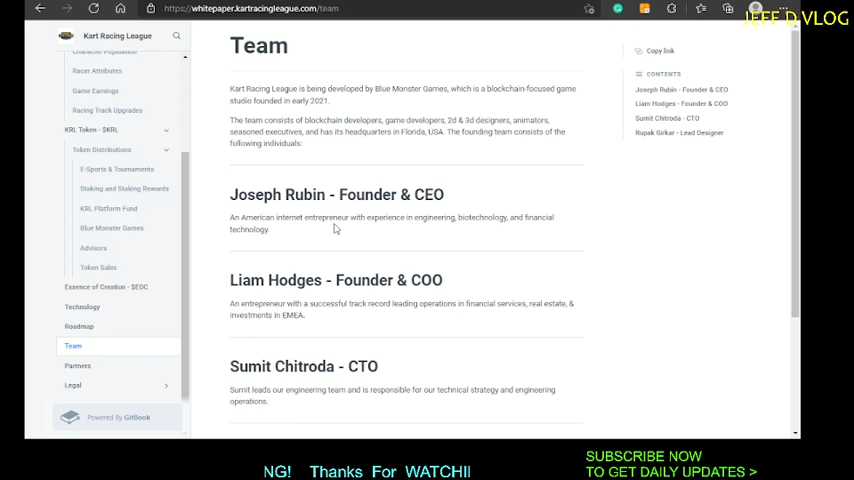 https://whitepaper.kartracingleague.com/team
JEFF D VLOG
Kart Racing League
Character Population
Racer Attributes
Game Earnings
Racing Track Upgrades
KRL Token - $KRL
Token Distributions
E-Sports & Tournaments
Staking and Staking Rewards
KRL Platform Fund
Blue Monster Games
Advisors
Token Sales
Essence of Creation - $EOC
Technology
Roadmap
Team
Partners
Legal
Powered By GitBook
Team
Kart Racing League is being developed by Blue Monster Games, which is a blockchain-focused game
studio founded in early 2021.
The team consists of blockchain developers, game developers, 2d & 3d designers, animators,
seasoned executives, and has its headquarters in Florida, USA. The founding team consists of the
following individuals:
Joseph Rubin - Founder & CEO
An American internet entrepreneur with experience in engineering, biotechnology, and financial
technology.
Liam Hodges - Founder & COO
An entrepreneur with a successful track record leading operations in financial services, real estate, &
investments in EMEA.
Sumit Chitroda - CTO
Sumit leads our engineering team and is responsible for our technical strategy and engineering
operations.
Copy link
CONTENTS
Joseph Rubin - Founder & CEO
Liam Hodges - Founder & COO
Sumit Chitroda - CTO
Rupak Girkar - Lead Designer
NG! Thanks For WATCHII
SUBSCRIBE NOW
TO GET DAILY UPDATES >